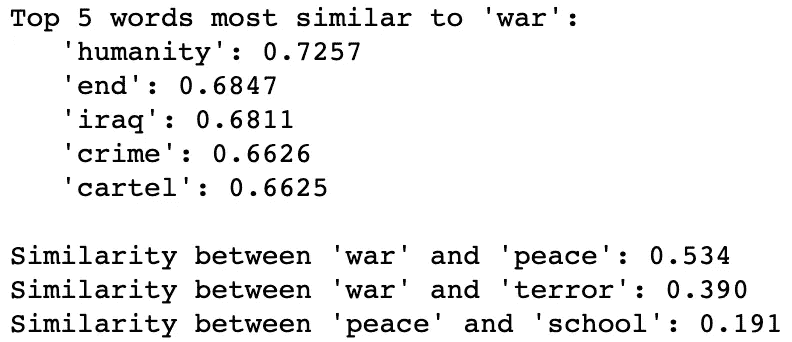 Top 5 words most similar to 'war':
'humanity': 0.7257
'end': 0.6847
'iraq': 0.6811
'crime': 0.6626
'cartel': 0.6625
Similarity between 'war' and 'peace': 0.534
Similarity between 'war' and 'terror': 0.390
Similarity between 'peace' and 'school': 0.191